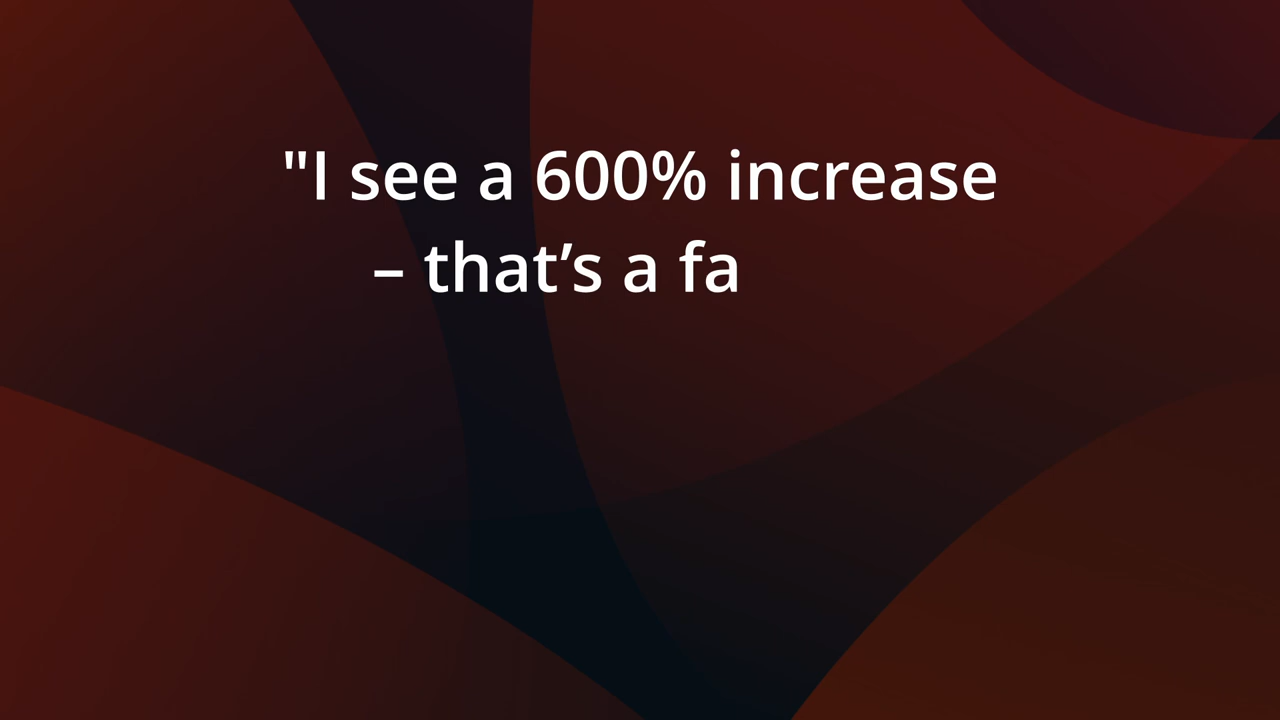 "I see a 600% increase
– that’s a fa